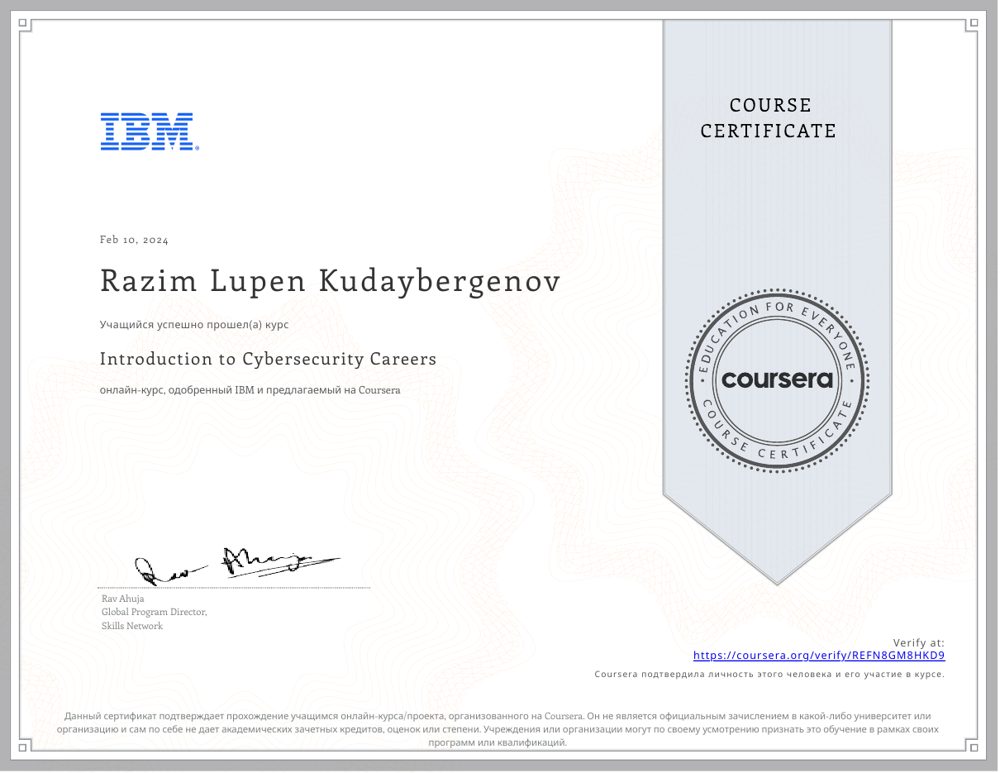 COURSE
CERTIFICATE
IBM
Feb 10, 2024
Razim Lupen Kudaybergenov
Учащийся успешно прошел(а) курс
Introduction to Cybersecurity Careers
онлайн-курс, одобренный IBM и предлагаемый на Coursera
EDUCATION FOR EVERYONE
coursera
COURSE CERTIFICATE
Rav Ahuja
Rav Ahuja
Global Program Director,
Skills Network
Verify at:
https://coursera.org/verify/REFN8GM8HKD9
Coursera подтвердила личность этого человека и его участие в курсе.
Данный сертификат подтверждает прохождение учащимся онлайн-курса/проекта, организованного на Coursera. Он не является официальным зачислением в какой-либо университет или
организацию и сам по себе не дает академических зачетных кредитов, оценок или степени. Учреждения или организации могут по своему усмотрению признать это обучение в рамках своих
программ или квалификаций.